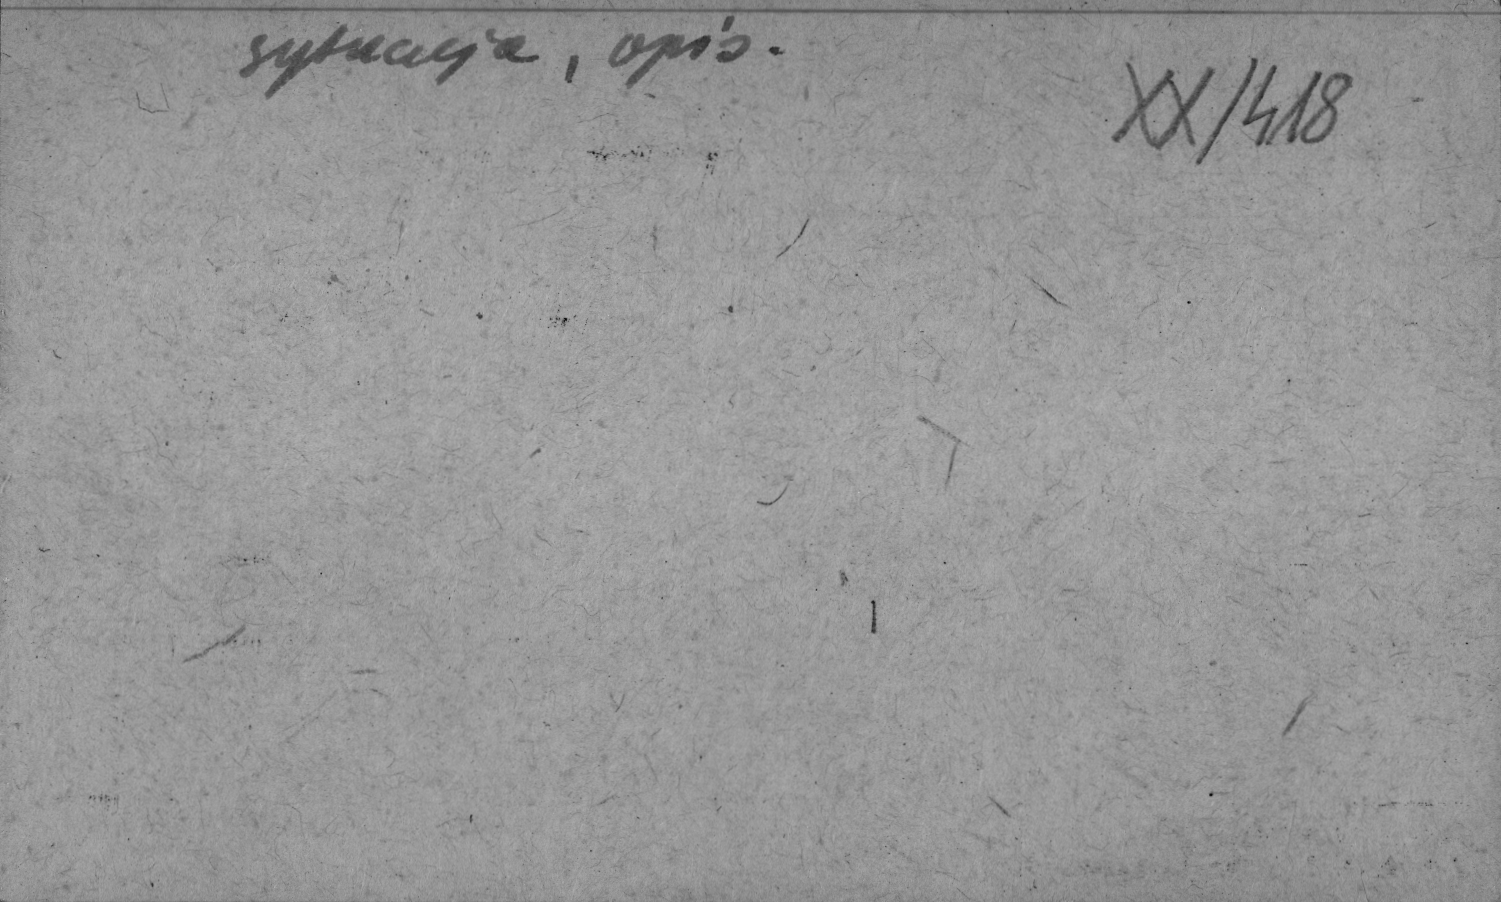 sytuacja, opis.
XX/418